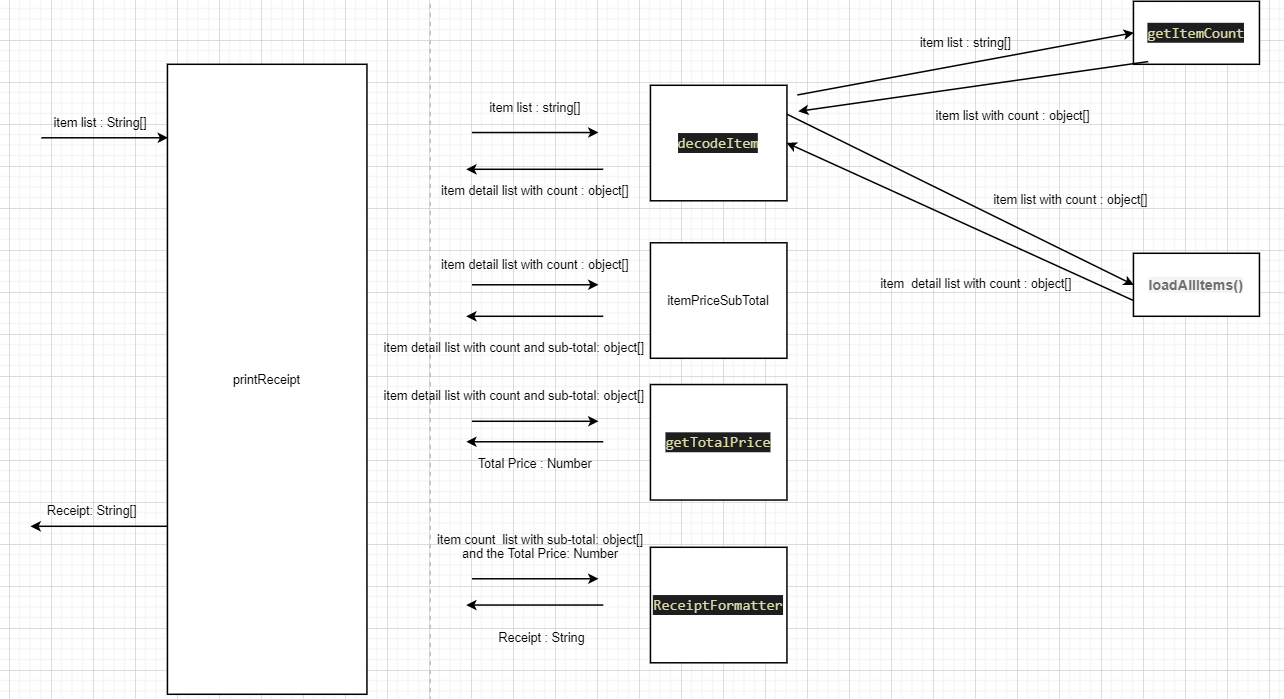 getItemCount
item list : string[]
item list : string[]
item list : String[]
item list with count : object[]
decodeItem
item detail list with count : object[]
item list with count : object[]
item detail list with count : object[]
item  detail list with count : object[]
loadAllItems()
itemPriceSubTotal
item detail list with count and sub-total: object[]
printReceipt
item detail list with count and sub-total: object[]
getTotalPrice
Total Price : Number
Receipt: String[]
item count  list with sub-total: object[]
and the Total Price: Number
ReceiptFormatter
Receipt : String